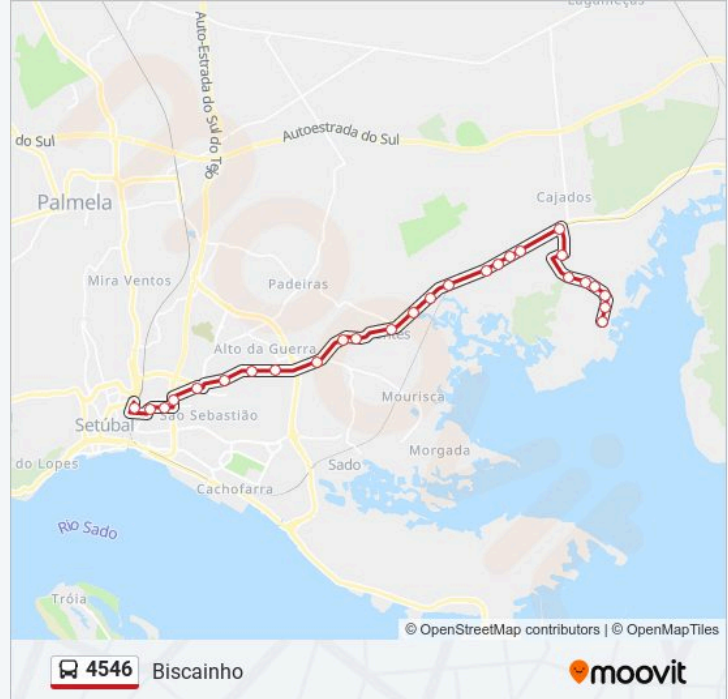 Lagameças
Auto-Estrada do Sul do Tejo
do Sul
Autoestrada do Sul
Palmela
Cajados
Mira Ventos
Padeiras
Alto da Guerra
Mourisca
São Sebastião
Setúbal
do Lopes
Sado
Morgada
Cachofarra
Rio Sado
Tróia
© OpenStreetMap contributors | © OpenMapTiles
4546 Biscainho
moovit